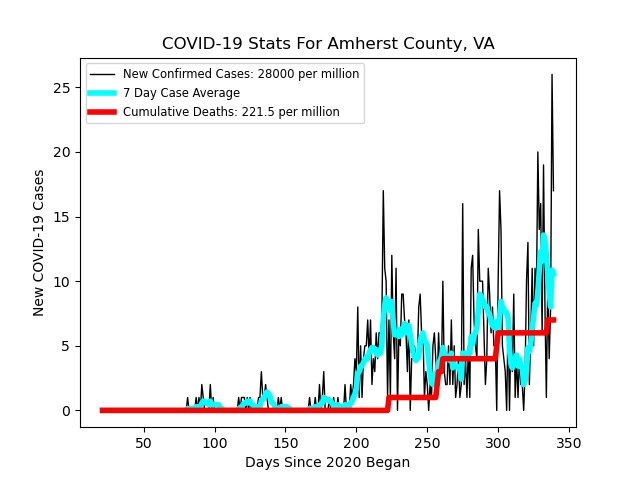 COVID-19 Stats For Amherst County, VA
New Confirmed Cases: 28000 per million
7 Day Case Average
Cumulative Deaths: 221.5 per million
New COVID-19 Cases
25
20
15
10
5
0
50 100 150 200 250 300 350
Days Since 2020 Began